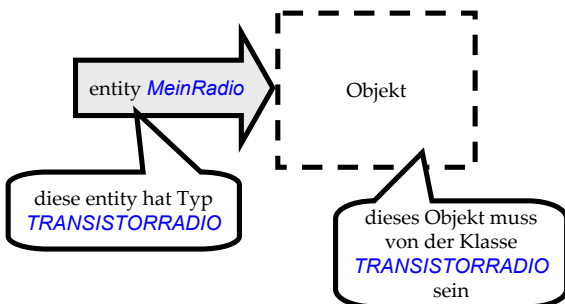 entity MeinRadio
Objekt
diese entity hat Typ
TRANSISTORRADIO
dieses Objekt muss
von der Klasse
TRANSISTORRADIO
sein